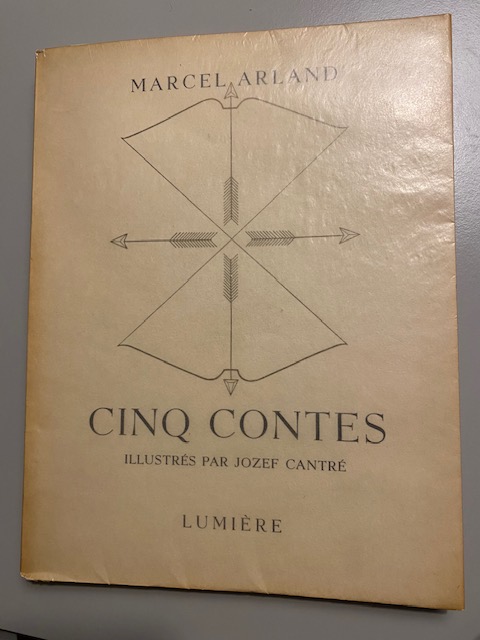 MARCEL ARLAND
CINQ CONTES
ILLUSTRÉS PAR JOZEF CANTRÉ
LUMIÈRE